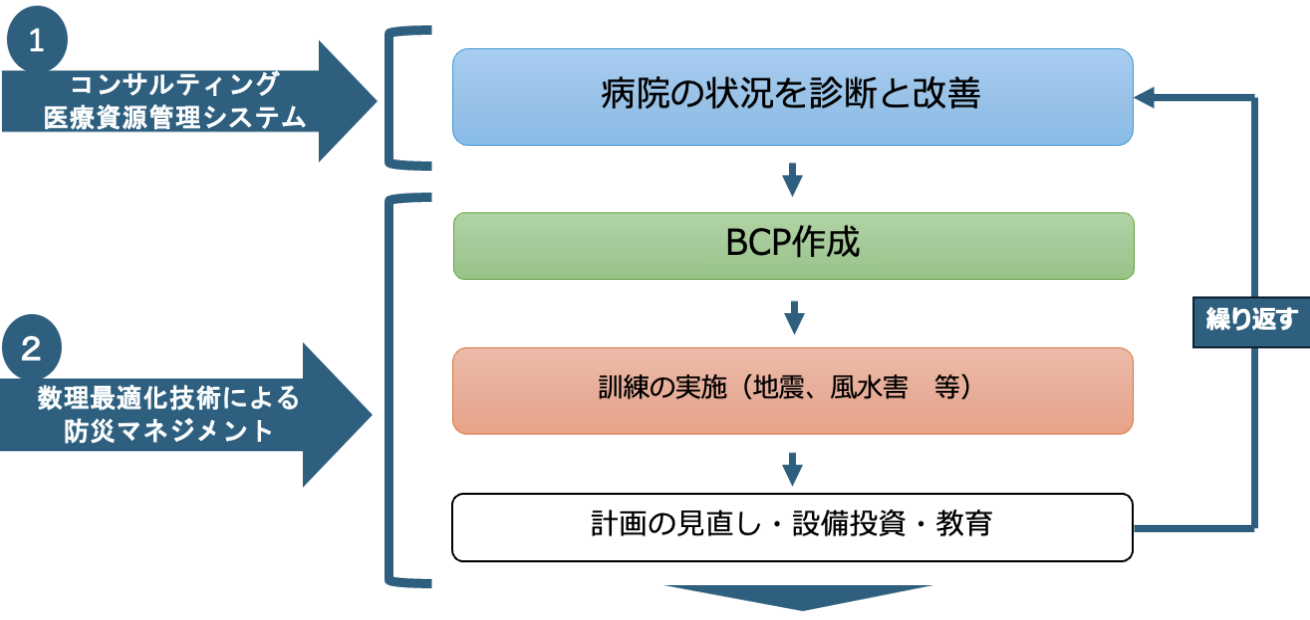 1
コンサルティング
医療資源管理システム
病院の状況を診断と改善
BCP作成
繰り返す
2
数理最適化技術による
防災マネジメント
訓練の実施（地震、風水害　等）
計画の見直し・設備投資・教育